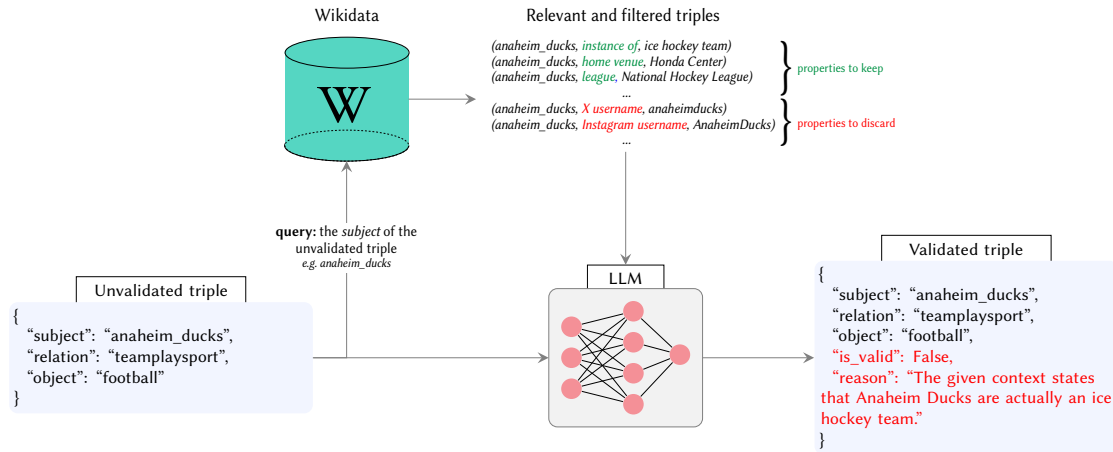 Wikidata
Relevant and filtered triples
(anaheim_ducks, instance of, ice hockey team)
(anaheim_ducks, home venue, Honda Center)
(anaheim_ducks, league, National Hockey League)
...
(anaheim_ducks, X username, anaheimducks)
(anaheim_ducks, Instagram username, AnaheimDucks)
...
properties to keep
properties to discard
W
query: the subject of the
unvalidated triple
e.g. anaheim_ducks
Unvalidated triple
{
"subject": "anaheim_ducks",
"relation": "teamplaysport",
"object": "football"
}
LLM
Validated triple
{
"subject": "anaheim_ducks",
"relation": "teamplaysport",
"object": "football",
"is_valid": False,
"reason": "The given context states
that Anaheim Ducks are actually an ice
hockey team."
}